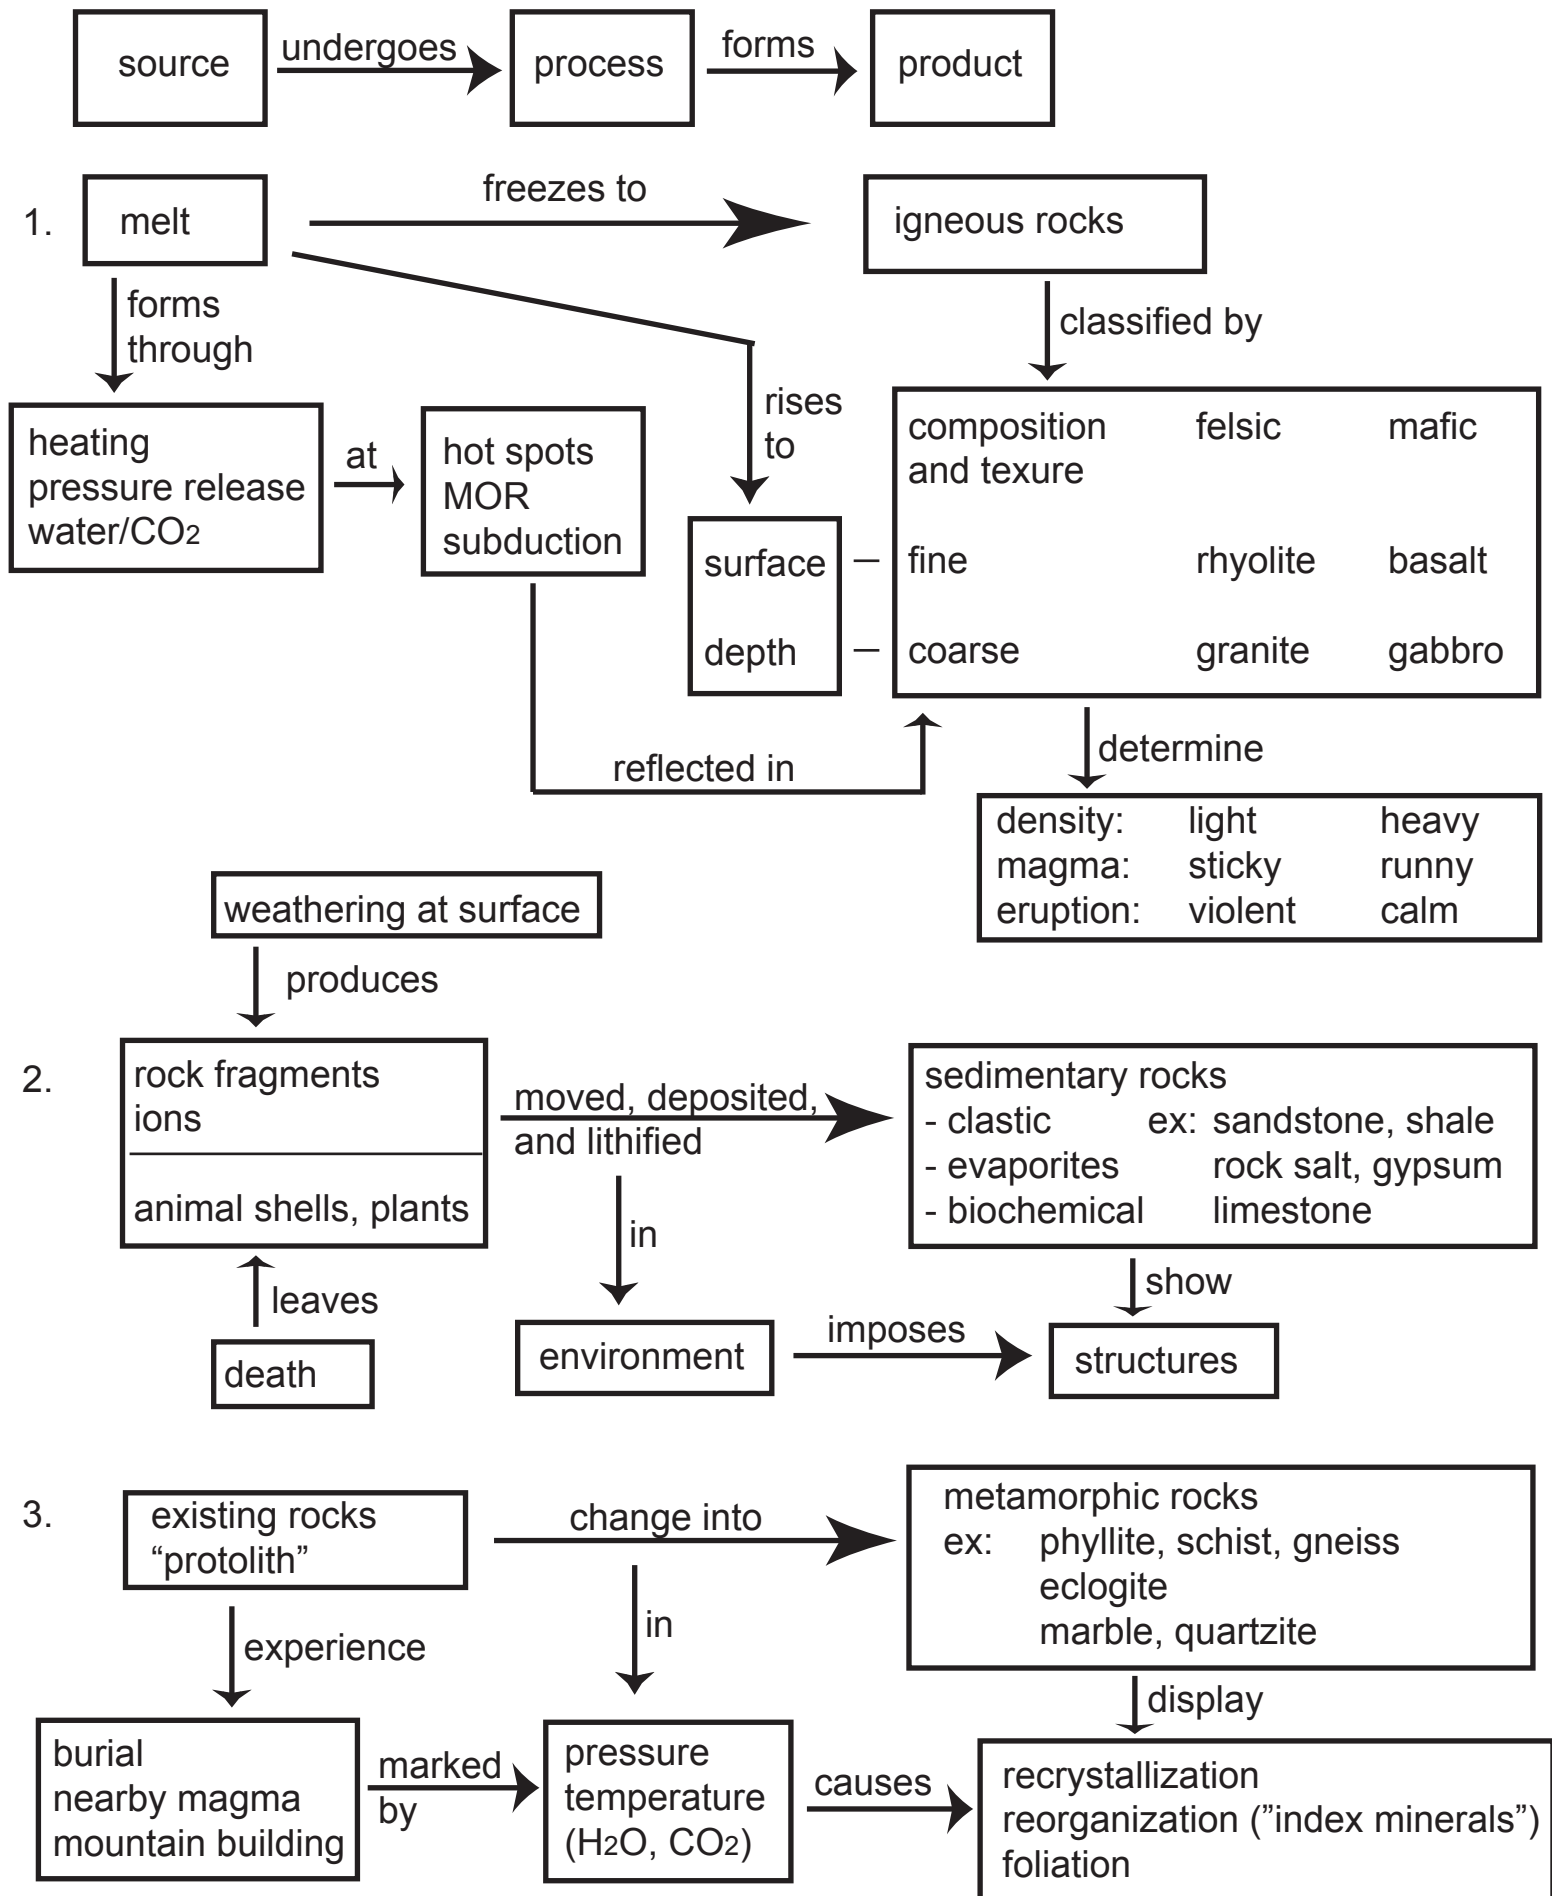 source
undergoes
process
forms
product
1.
melt
freezes to
igneous rocks
forms
through
classified by
heating
pressure release
water/CO2
at
hot spots
MOR
subduction
rises
to
surface –
depth –
composition felsic mafic
and texure
fine rhyolite basalt
coarse granite gabbro
reflected in
determine
density: light heavy
magma: sticky runny
eruption: violent calm
weathering at surface
produces
2.
rock fragments
ions
animal shells, plants
moved, deposited,
and lithified
sedimentary rocks
- clastic ex: sandstone, shale
- evaporites rock salt, gypsum
- biochemical limestone
leaves
death
in
environment
imposes
show
structures
3.
existing rocks
“protolith”
change into
metamorphic rocks
ex: phyllite, schist, gneiss
eclogite
marble, quartzite
experience
in
display
burial
nearby magma
mountain building
marked
by
pressure
temperature
(H2O, CO2)
causes
recrystallization
reorganization (”index minerals”)
foliation